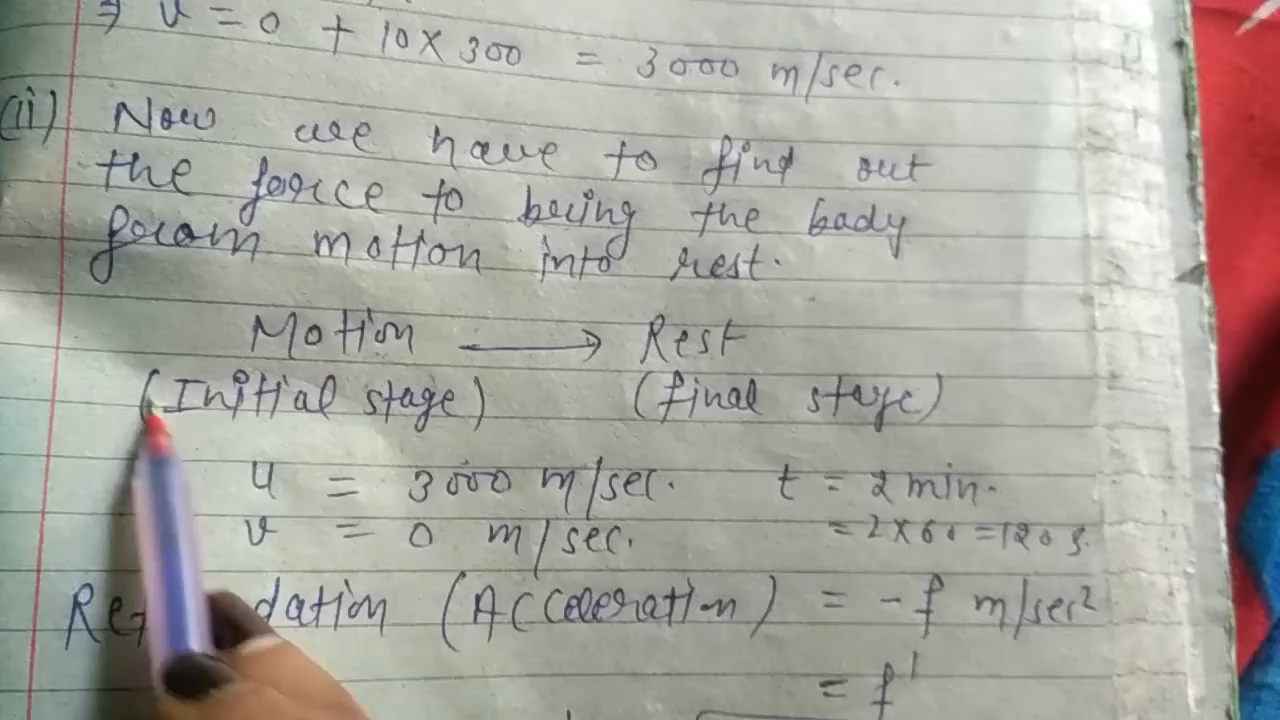 ⇒ v = 0 + 10 × 300 = 3000 m/sec.
(ii) Now we have to find out
the force to bring the body
from motion into rest.
Motion ⟶ Rest
(Initial stage) (final stage)
u = 3000 m/sec. t = 2 min.
v = 0 m/sec. = 2×60 = 120 s.
(Acceleration) = -f m/sec²
= f'